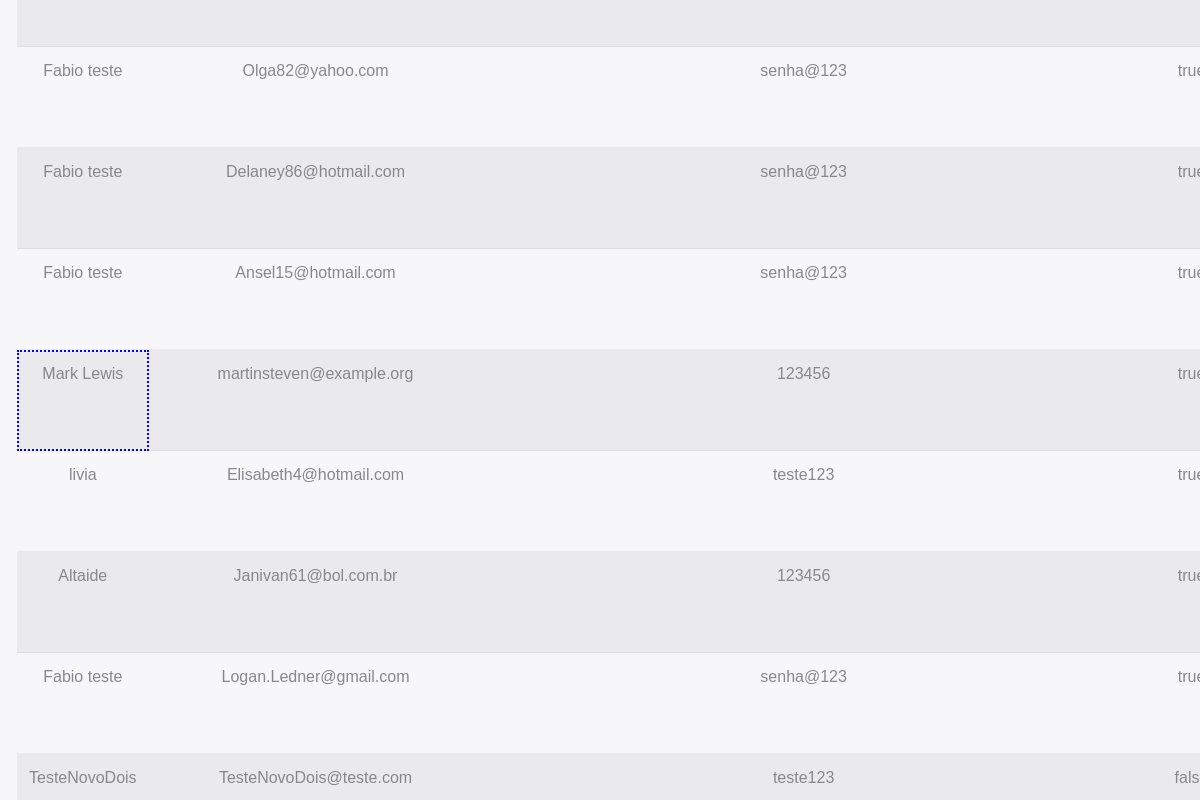 Fabio teste Olga82@yahoo.com senha@123 true
Fabio teste Delaney86@hotmail.com senha@123 true
Fabio teste Ansel15@hotmail.com senha@123 true
Mark Lewis martinsteven@example.org 123456 true
livia Elisabeth4@hotmail.com teste123 true
Altaide Janivan61@bol.com.br 123456 true
Fabio teste Logan.Ledner@gmail.com senha@123 true
TesteNovoDois TesteNovoDois@teste.com teste123 fals